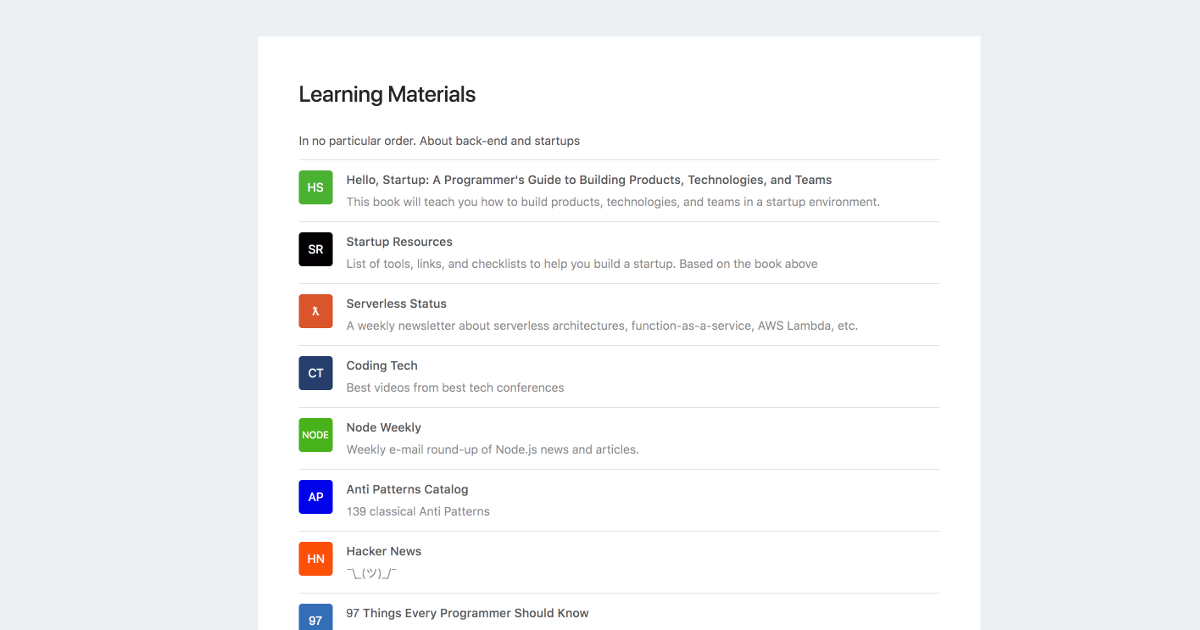 Learning Materials
In no particular order. About back-end and startups
HS
Hello, Startup: A Programmer's Guide to Building Products, Technologies, and Teams
This book will teach you how to build products, technologies, and teams in a startup environment.
SR
Startup Resources
List of tools, links, and checklists to help you build a startup. Based on the book above
ƛ
Serverless Status
A weekly newsletter about serverless architectures, function-as-a-service, AWS Lambda, etc.
CT
Coding Tech
Best videos from best tech conferences
NODE
Node Weekly
Weekly e-mail round-up of Node.js news and articles.
AP
Anti Patterns Catalog
139 classical Anti Patterns
HN
Hacker News
¯\_(ツ)_/¯
97
97 Things Every Programmer Should Know